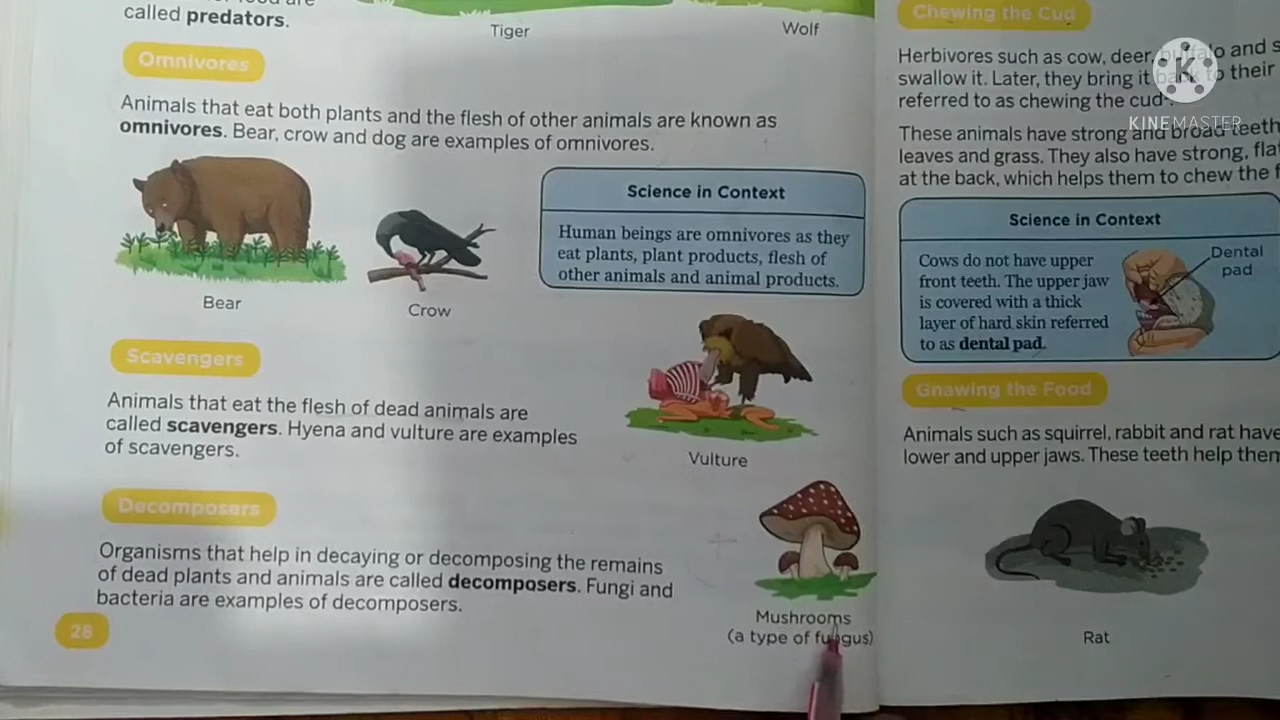 called predators.
Tiger
Wolf
Omnivores
Animals that eat both plants and the flesh of other animals are known as
omnivores. Bear, crow and dog are examples of omnivores.
Bear
Crow
Science in Context
Human beings are omnivores as they
eat plants, plant products, flesh of
other animals and animal products.
Scavengers
Animals that eat the flesh of dead animals are
called scavengers. Hyena and vulture are examples
of scavengers.
Vulture
Decomposers
Organisms that help in decaying or decomposing the remains
of dead plants and animals are called decomposers. Fungi and
bacteria are examples of decomposers.
Mushrooms
(a type of fungus)
28
Chewing the Cud
Herbivores such as cow, deer, buffalo and
swallow it. Later, they bring it back to their
referred to as chewing the cud.
These animals have strong and broad teeth
leaves and grass. They also have strong,
at the back, which helps them to chew the
Science in Context
Cows do not have upper
front teeth. The upper jaw
is covered with a thick
layer of hard skin referred
to as dental pad.
Dental
pad
Gnawing the Food
Animals such as squirrel, rabbit and rat have
lower and upper jaws. These teeth help them
Rat
K
KINEMASTER